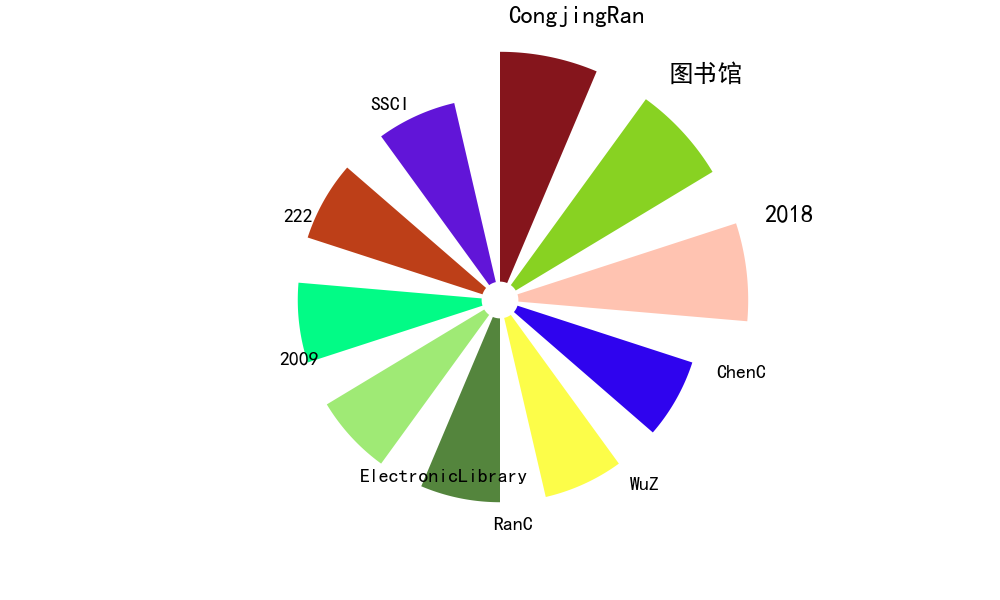 CongjingRan
图书馆
SSCI
2018
222
2009
ChenC
ElectronicLibrary
WuZ
RanC